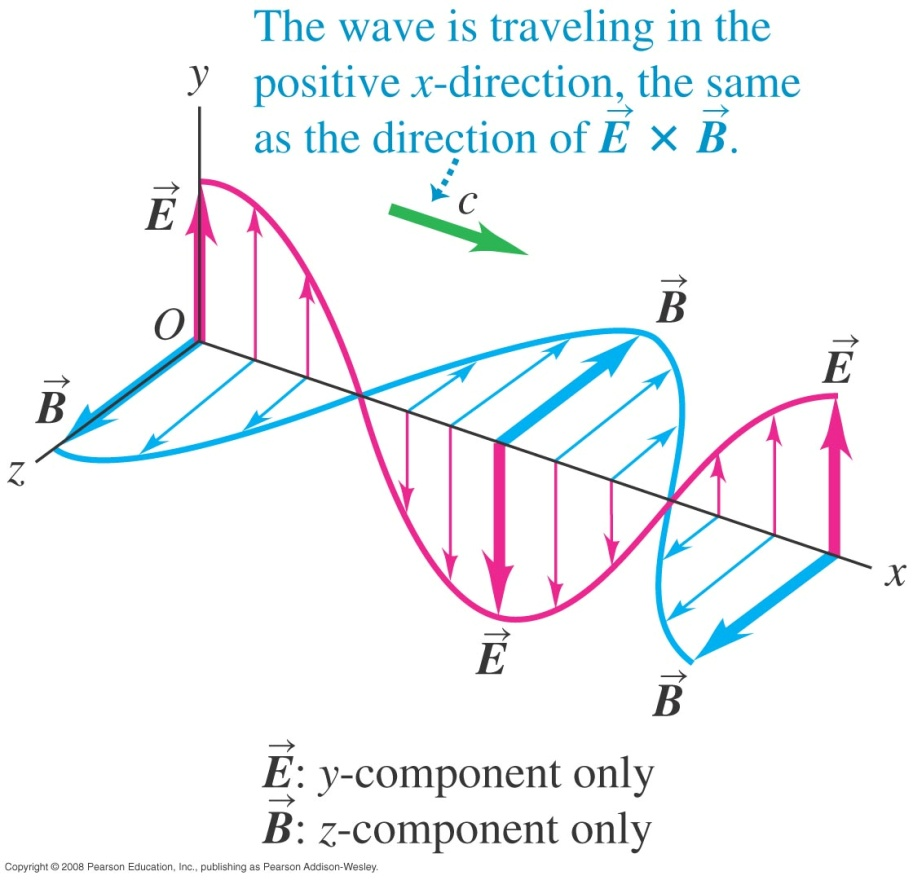 The wave is traveling in the
positive x-direction, the same
as the direction of E⃗ × B⃗.
y
c
E⃗
B⃗
O
E⃗
B⃗
z
x
E⃗
B⃗
E⃗: y-component only
B⃗: z-component only
Copyright © 2008 Pearson Education, Inc., publishing as Pearson Addison-Wesley.